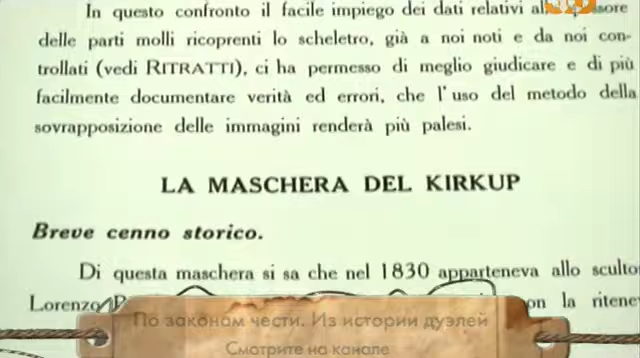 In questo confronto il facile impiego dei dati relativi
delle parti molli ricoprenti lo scheletro, già a noi noti e da noi con-
trollati (vedi RITRATTI), ci ha permesso di meglio giudicare e di più
facilmente documentare verità ed errori, che l'uso del metodo della
sovrapposizione delle immagini renderà più palesi.
LA MASCHERA DEL KIRKUP
Breve cenno storico.
Di questa maschera si sa che nel 1830 apparteneva allo sculto
Lorenzo on la ritene
По законам чести. Из истории дуэлей
Смотрите на канале